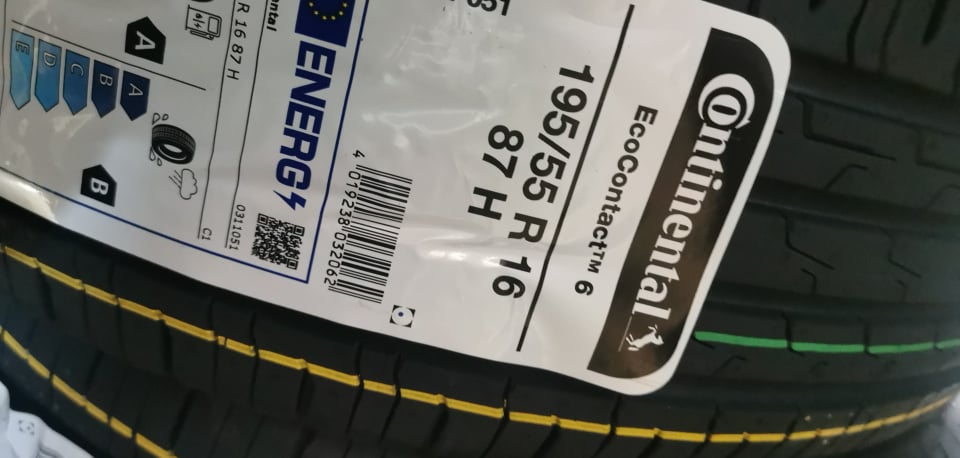 Continental
EcoContact™ 6
195/55 R 16
87 H
4 019238 032062
ENERG
R 16 87 H
0311051
C1
A
A
B
C
D
E
B